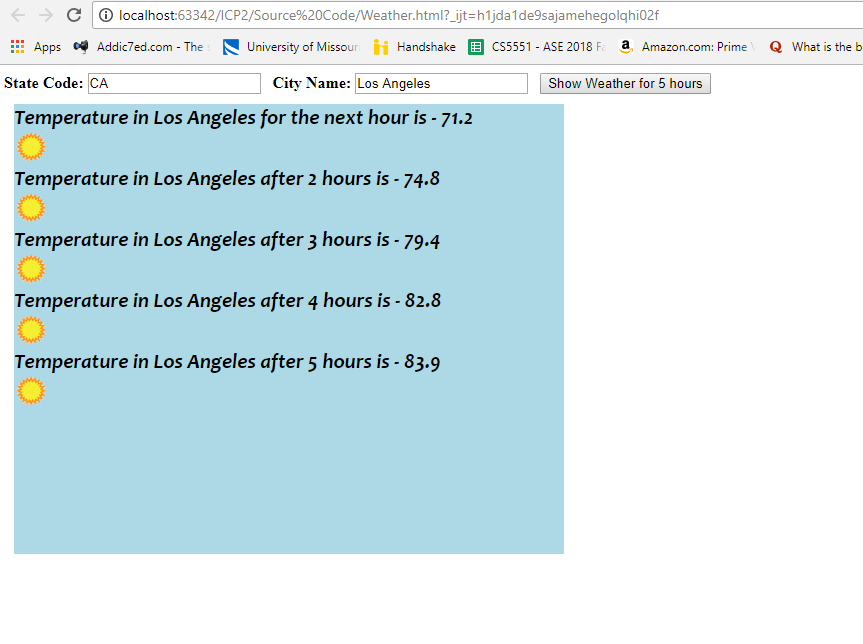 localhost:63342/ICP2/Source%20Code/Weather.html?_ijt=h1jda1de9sajamehegolqhi02f
Apps Addic7ed.com - The University of Missour Handshake CS5551 - ASE 2018 Fa Amazon.com: Prime What is the b
State Code: CA City Name: Los Angeles Show Weather for 5 hours
Temperature in Los Angeles for the next hour is - 71.2
Temperature in Los Angeles after 2 hours is - 74.8
Temperature in Los Angeles after 3 hours is - 79.4
Temperature in Los Angeles after 4 hours is - 82.8
Temperature in Los Angeles after 5 hours is - 83.9